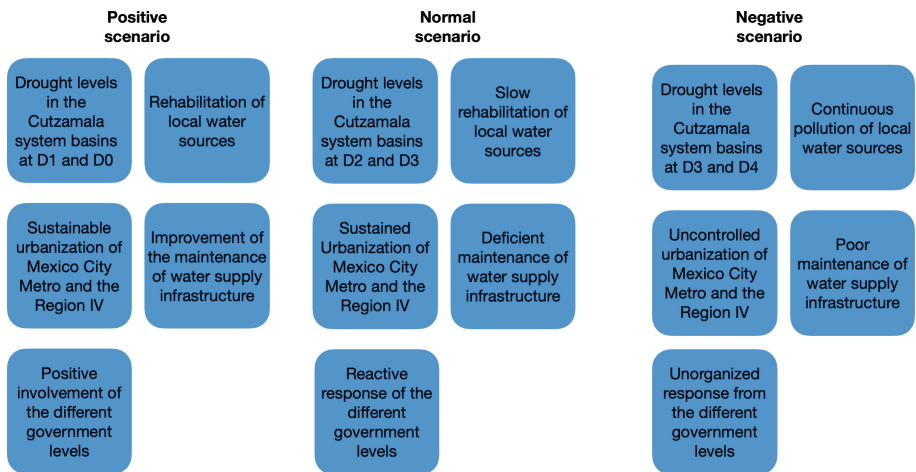 Positive
scenario
Drought levels
in the
Cutzamala
system basins
at D1 and D0
Rehabilitation of
local water
sources
Sustainable
urbanization of
Mexico City
Metro and the
Region IV
Improvement of
the maintenance
of water supply
infrastructure
Positive
involvement of
the different
government
levels
Normal
scenario
Drought levels
in the
Cutzamala
system basins
at D2 and D3
Slow
rehabilitation of
local water
sources
Sustained
Urbanization of
Mexico City
Metro and the
Region IV
Deficient
maintenance of
water supply
infrastructure
Reactive
response of the
different
government
levels
Negative
scenario
Drought levels
in the
Cutzamala
system basins
at D3 and D4
Continuous
pollution of local
water sources
Uncontrolled
urbanization of
Mexico City
Metro and the
Region IV
Poor
maintenance of
water supply
infrastructure
Unorganized
response from
the different
government
levels